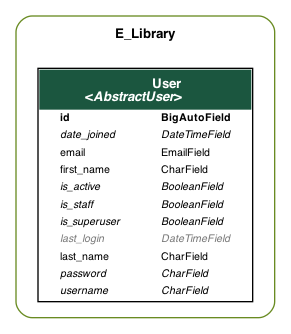 E_Library
User
<AbstractUser>
id BigAutoField
date_joined DateTimeField
email EmailField
first_name CharField
is_active BooleanField
is_staff BooleanField
is_superuser BooleanField
last_login DateTimeField
last_name CharField
password CharField
username CharField